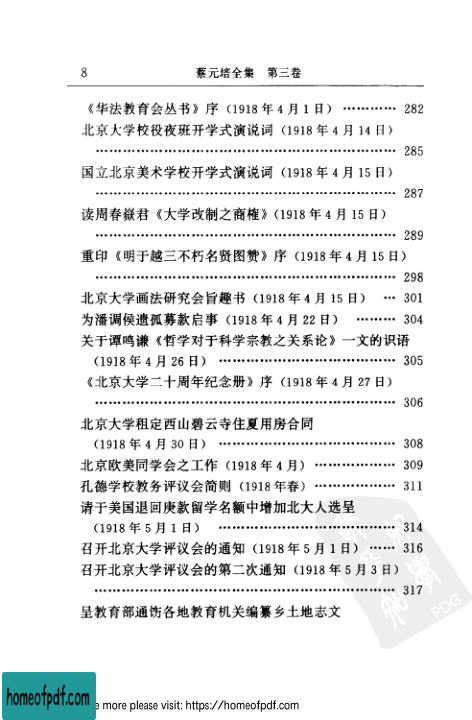 8 蔡元培全集 第三卷
《华法教育会丛书》序(1918年4月1日) ………… 282
北京大学校役夜班开学式演说词(1918年4月14日)
………………………………………………………… 285
国立北京美术学校开学式演说词(1918年4月15日)
………………………………………………………… 287
读周春嶽君《大学改制之商榷》(1918年4月15日)
………………………………………………………… 289
重印《明于越三不朽名贤图赞》序(1918年4月15日)
………………………………………………………… 298
北京大学画法研究会旨趣书(1918年4月15日) … 301
为潘调侯遗孤募款启事(1918年4月22日) ……… 304
关于谭鸣谦《哲学对于科学宗教之关系论》一文的识语
(1918年4月26日) ………………………………… 305
《北京大学二十周年纪念册》序(1918年4月27日)
………………………………………………………… 306
北京大学租定西山碧云寺住夏用房合同
(1918年4月30日) ………………………………… 308
北京欧美同学会之工作(1918年4月) ……………… 309
孔德学校教务评议会简则(1918年春) ……………… 311
请于美国退回庚款留学名额中增加北大人选呈
(1918年5月1日) ………………………………… 314
召开北京大学评议会的通知(1918年5月1日) …… 316
召开北京大学评议会的第二次通知(1918年5月3日)
………………………………………………………… 317
呈教育部通饬各地教育机关编纂乡土地志文
PDG
homeofpdf.com
e more please visit: https://homeofpdf.com